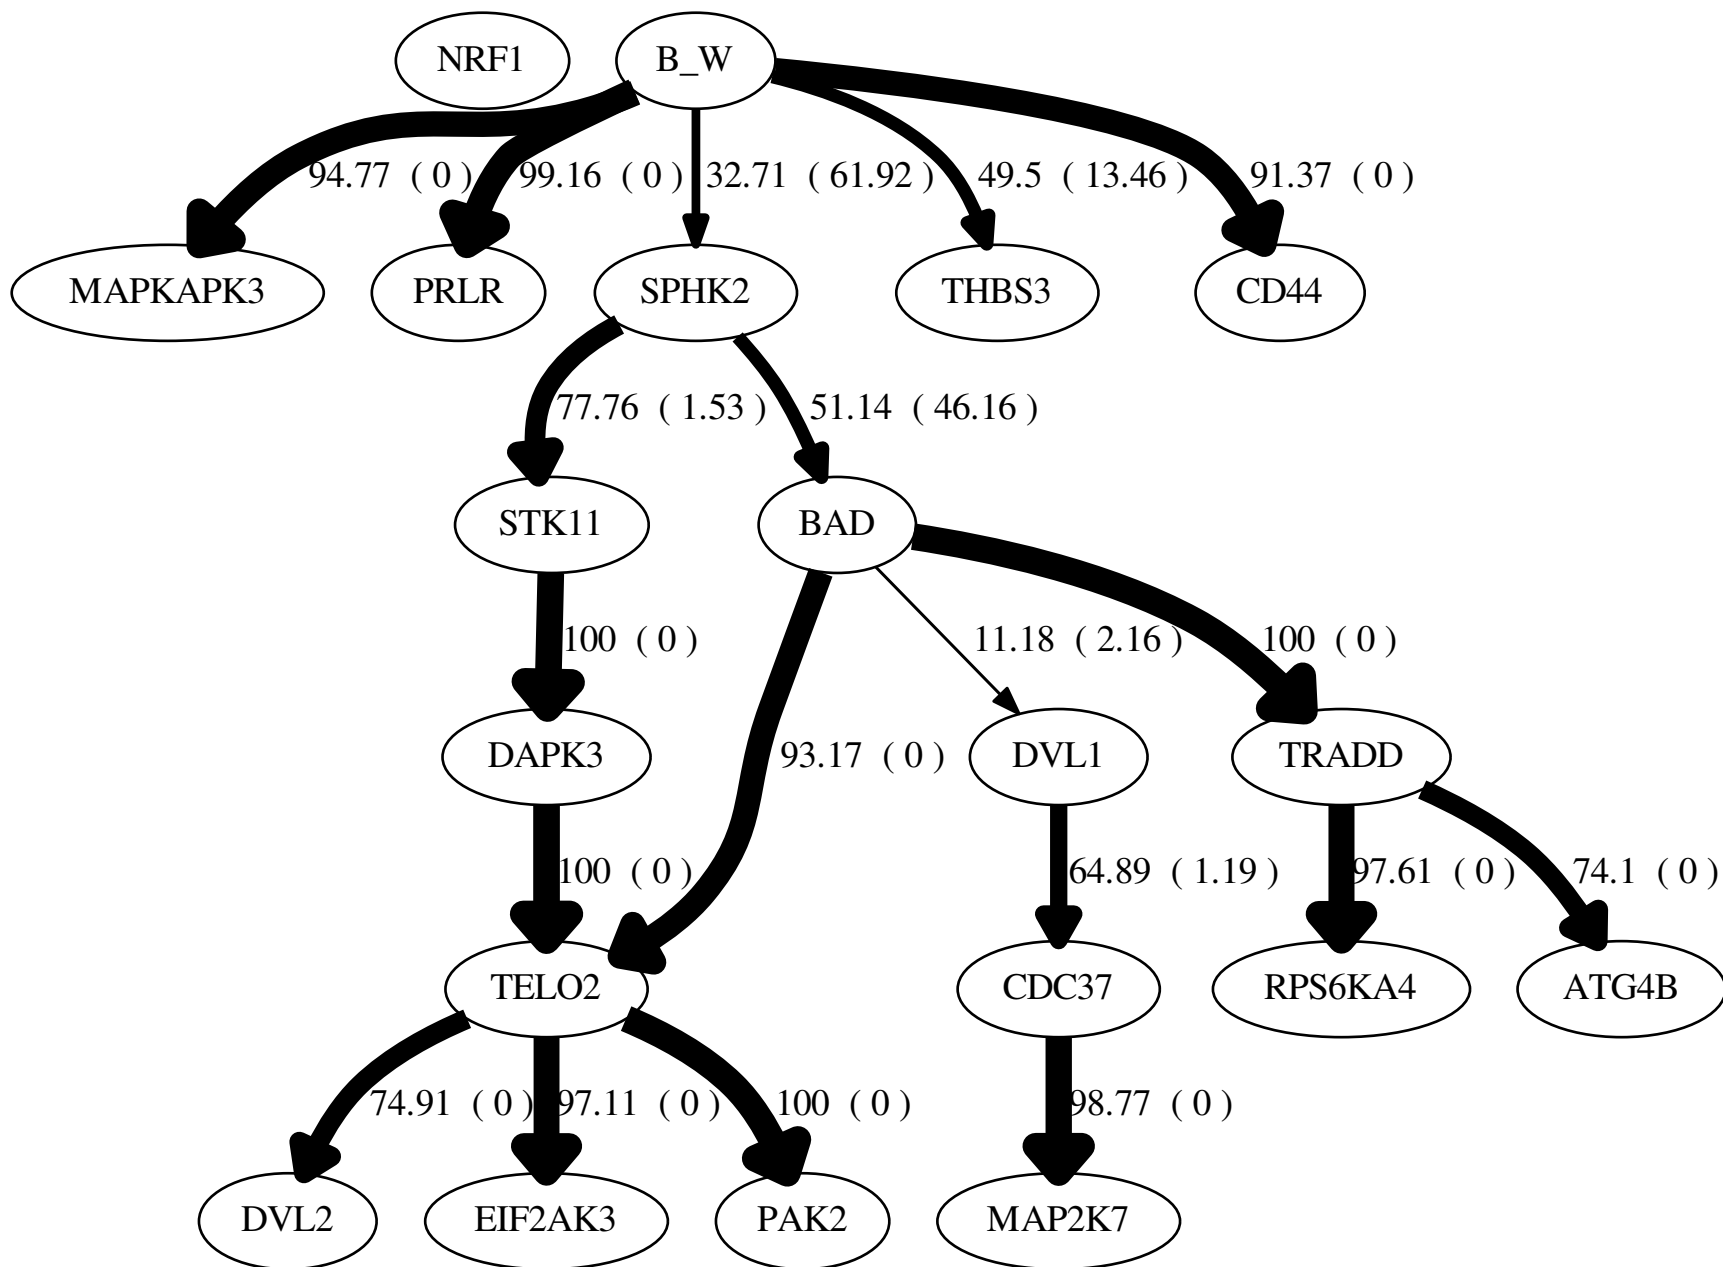 NRF1 B_W
94.77 ( 0 ) 99.16 ( 0 ) 32.71 ( 61.92 ) 49.5 ( 13.46 ) 91.37 ( 0 )
MAPKAPK3 PRLR SPHK2 THBS3 CD44
77.76 ( 1.53 ) 51.14 ( 46.16 )
STK11 BAD
100 ( 0 ) 11.18 ( 2.16 ) 100 ( 0 )
DAPK3 93.17 ( 0 ) DVL1 TRADD
100 ( 0 ) 64.89 ( 1.19 ) 97.61 ( 0 ) 74.1 ( 0 )
TELO2 CDC37 RPS6KA4 ATG4B
74.91 ( 0 ) 97.11 ( 0 ) 100 ( 0 ) 98.77 ( 0 )
DVL2 EIF2AK3 PAK2 MAP2K7